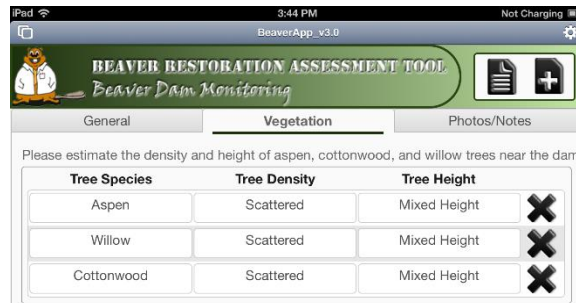 iPad 3:44 PM Not Charging
BeaverApp_v3.0
BEAVER RESTORATION ASSESSMENT TOOL
Beaver Dam Monitoring
General Vegetation Photos/Notes
Please estimate the density and height of aspen, cottonwood, and willow trees near the dam
Tree Species Tree Density Tree Height
Aspen Scattered Mixed Height
Willow Scattered Mixed Height
Cottonwood Scattered Mixed Height